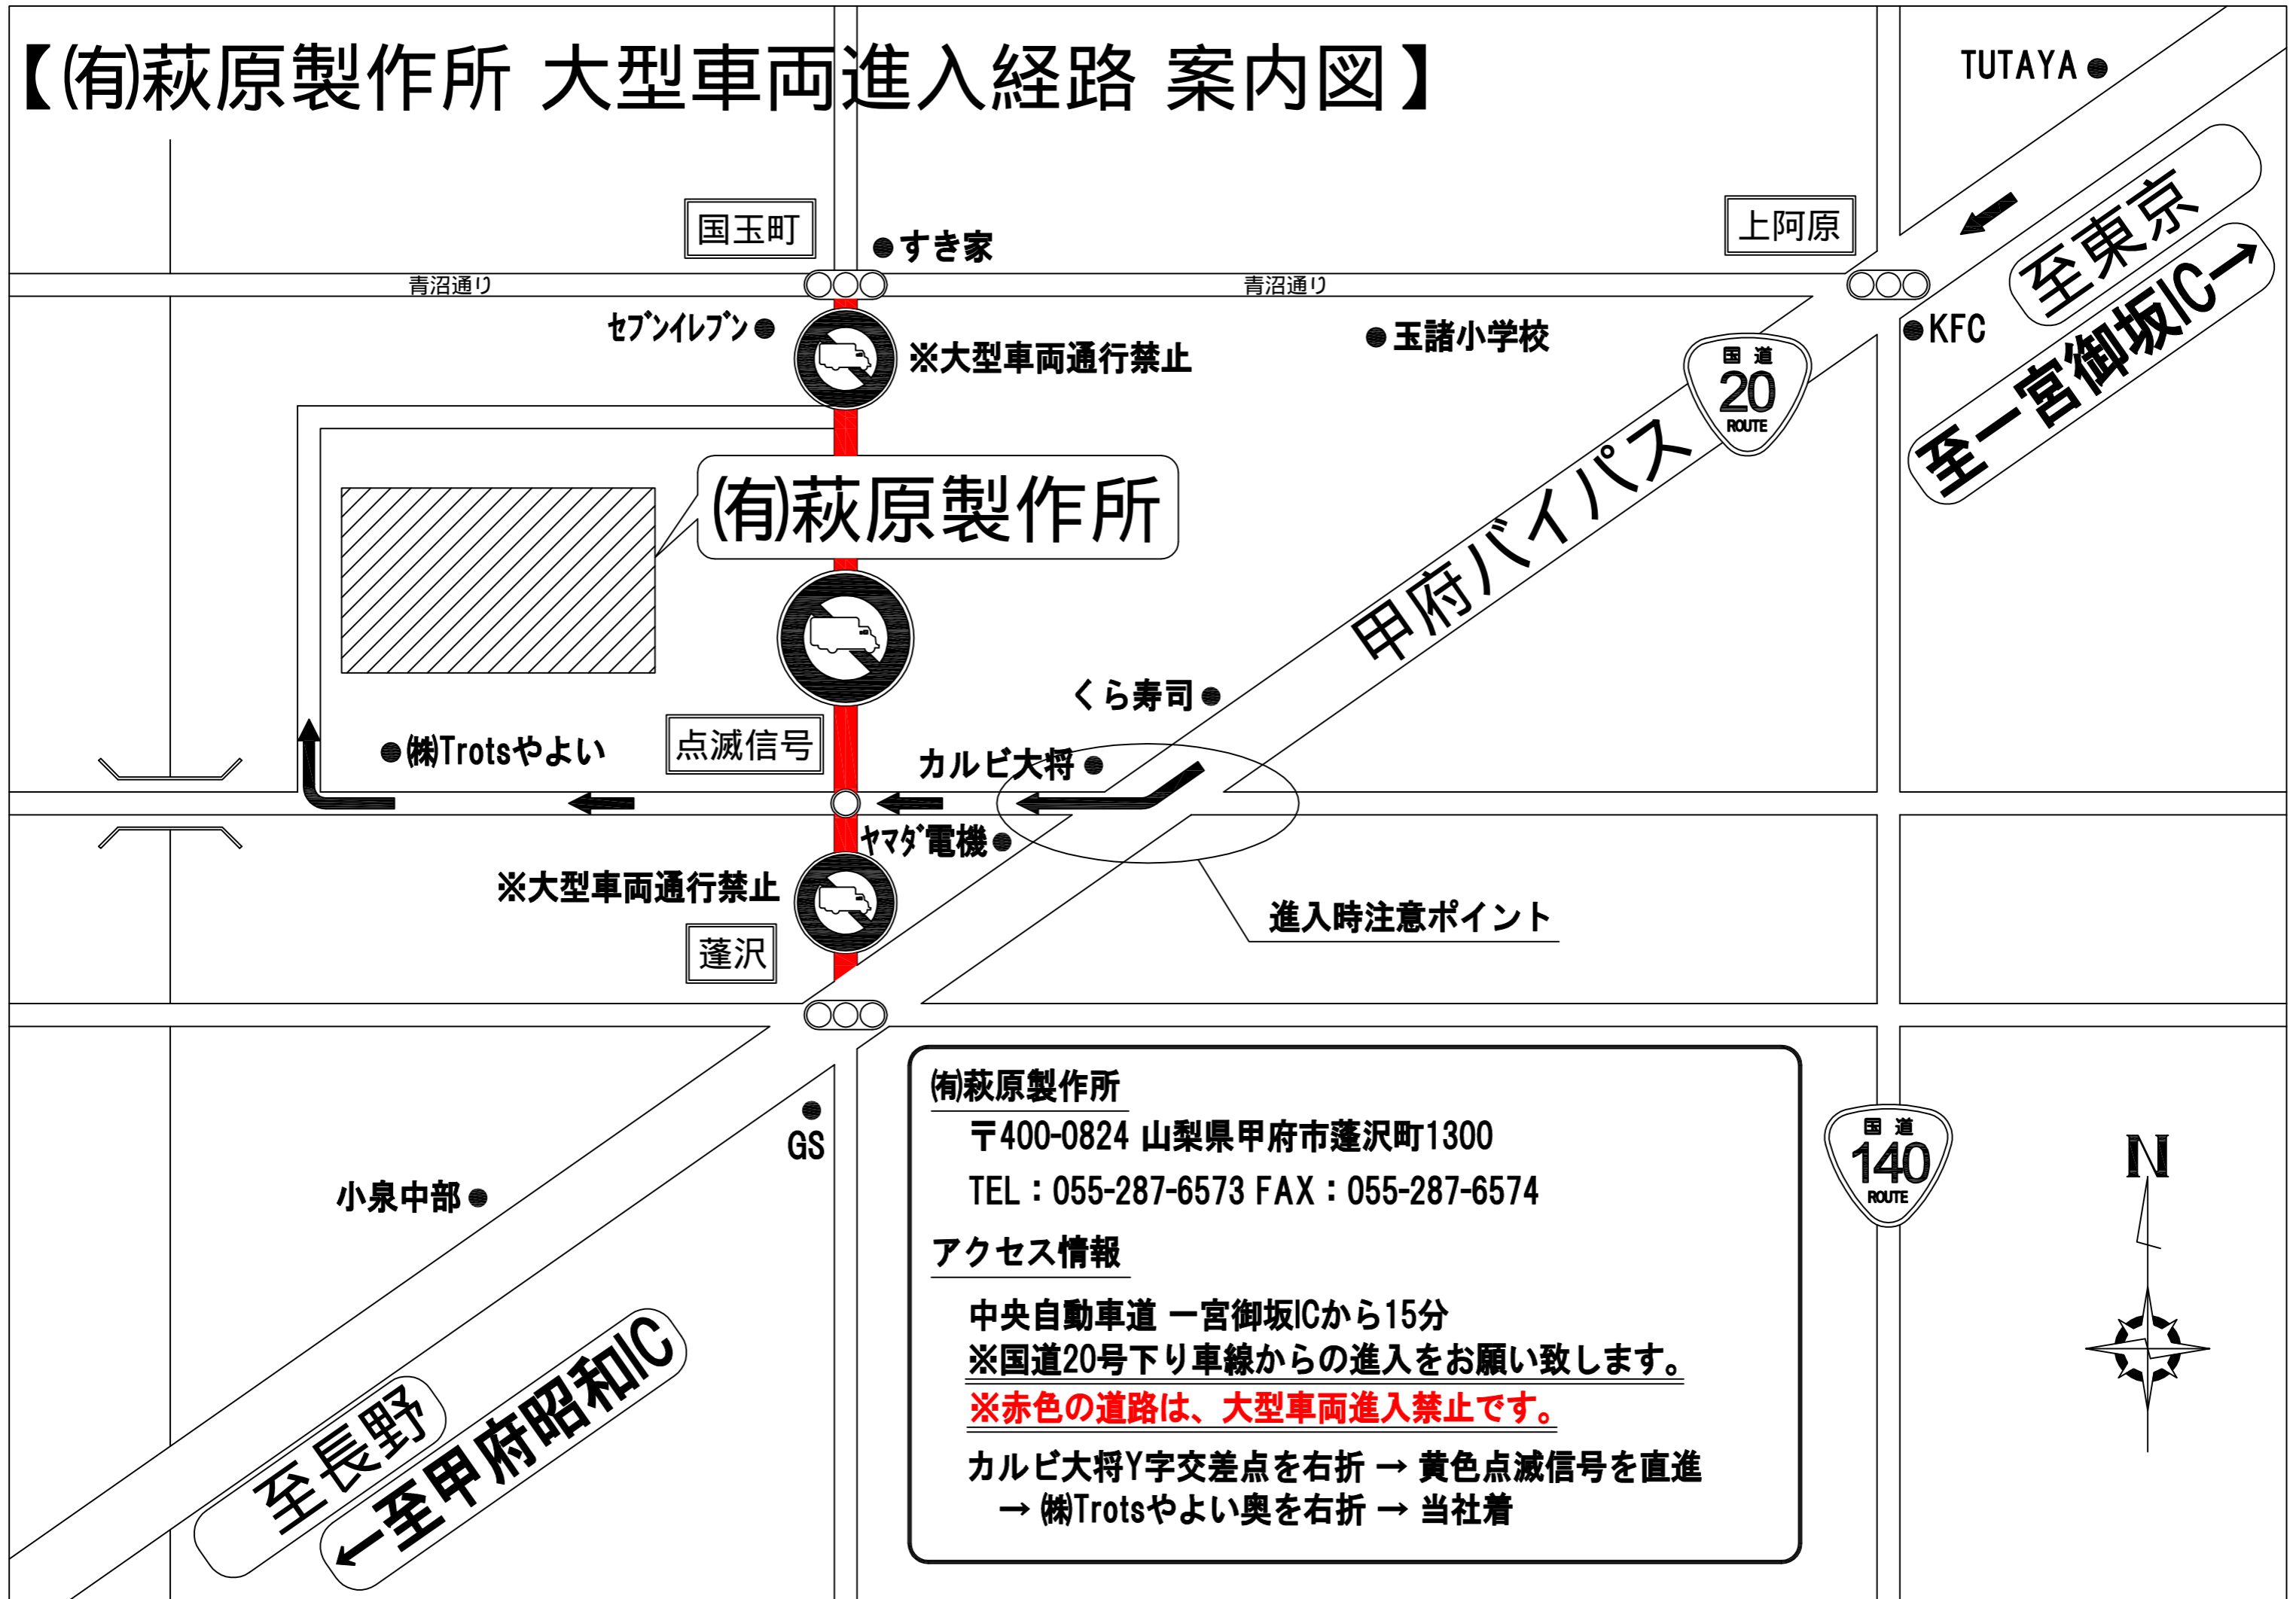 【㈲萩原製作所 大型車両進入経路 案内図】
TUTAYA
国玉町
すき家
上阿原
至東京
至一宮御坂IC→
青沼通り
青沼通り
セブンイレブン
※大型車両通行禁止
玉諸小学校
KFC
国道
20
ROUTE
甲府バイパス
㈲萩原製作所
くら寿司
点滅信号
㈱Trotsやよい
カルビ大将
ヤマダ電機
※大型車両通行禁止
進入時注意ポイント
蓬沢
GS
小泉中部
至長野
←至甲府昭和IC
㈲萩原製作所
〒400-0824 山梨県甲府市蓬沢町1300
TEL：055-287-6573 FAX：055-287-6574
アクセス情報
中央自動車道 一宮御坂ICから15分
※国道20号下り車線からの進入をお願い致します。
※赤色の道路は、大型車両進入禁止です。
カルビ大将Y字交差点を右折 → 黄色点滅信号を直進
→ ㈱Trotsやよい奥を右折 → 当社着
国道
140
ROUTE
N